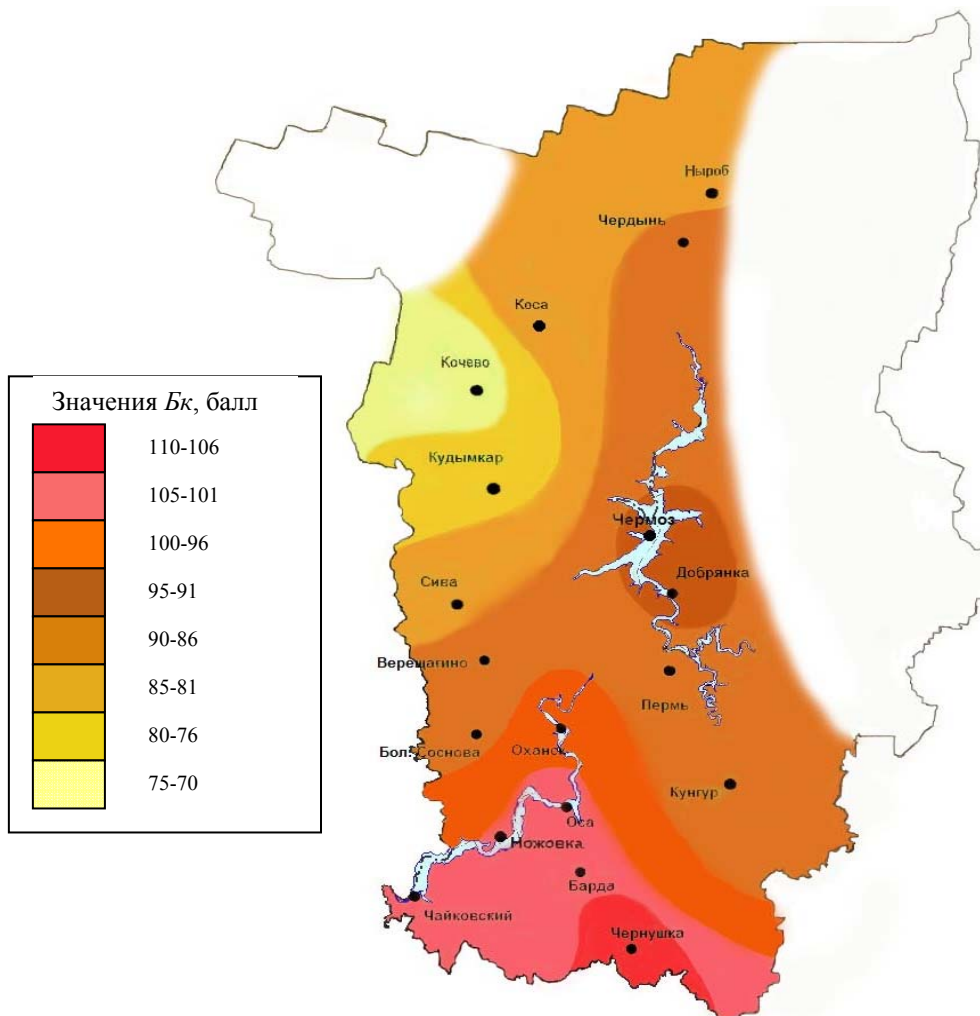 Ныроб
Чердынь
Коса
Кочево
Кудымкар
Чермоз
Добрянка
Сива
Верещагино
Пермь
Бол. Соснова
Оханск
Кунгур
Оса
Ножовка
Барда
Чайковский
Чернушка
Значения Бк, балл
110-106
105-101
100-96
95-91
90-86
85-81
80-76
75-70